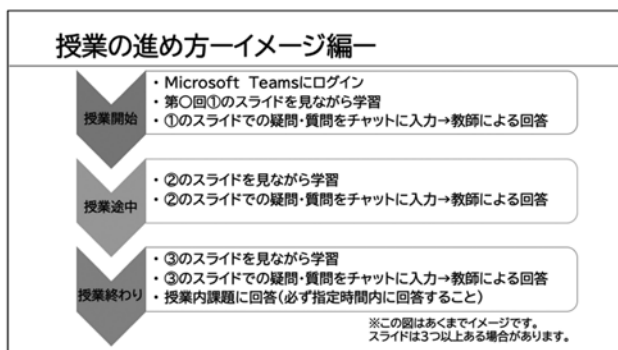 授業の進め方ーイメージ編ー
授業開始
・Microsoft Teamsにログイン
・第〇回①のスライドを見ながら学習
・①のスライドでの疑問・質問をチャットに入力→教師による回答
授業途中
・②のスライドを見ながら学習
・②のスライドでの疑問・質問をチャットに入力→教師による回答
授業終わり
・③のスライドを見ながら学習
・③のスライドでの疑問・質問をチャットに入力→教師による回答
・授業内課題に回答(必ず指定時間内に回答すること)
※この図はあくまでイメージです。
スライドは3つ以上ある場合があります。